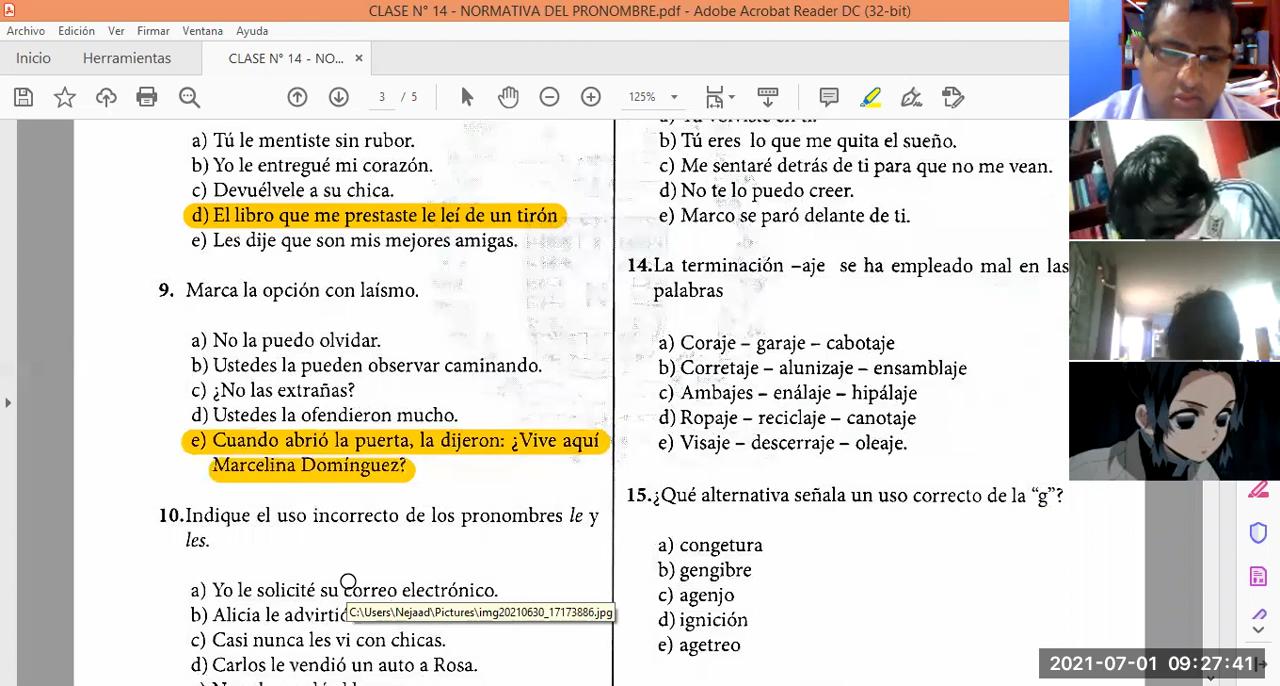 CLASE N° 14 - NORMATIVA DEL PRONOMBRE.pdf - Adobe Acrobat Reader DC (32-bit)
Archivo Edición Ver Firmar Ventana Ayuda
Inicio Herramientas CLASE N° 14 - NO... ×
3 / 5 125%
a) Tú le mentiste sin rubor.
b) Yo le entregué mi corazón.
c) Devuélvele a su chica.
d) El libro que me prestaste le leí de un tirón
e) Les dije que son mis mejores amigas.
9. Marca la opción con laísmo.
a) No la puedo olvidar.
b) Ustedes la pueden observar caminando.
c) ¿No las extrañas?
d) Ustedes la ofendieron mucho.
e) Cuando abrió la puerta, la dijeron: ¿Vive aquí
Marcelina Domínguez?
10. Indique el uso incorrecto de los pronombres le y
les.
a) Yo le solicité su correo electrónico.
b) Alicia le advirtió
C:\Users\Nejaad\Pictures\img20210630_17173886.jpg
c) Casi nunca les vi con chicas.
d) Carlos le vendió un auto a Rosa.
b) Tú eres lo que me quita el sueño.
c) Me sentaré detrás de ti para que no me vean.
d) No te lo puedo creer.
e) Marco se paró delante de ti.
14. La terminación –aje se ha empleado mal en las
palabras
a) Coraje – garaje – cabotaje
b) Corretaje – alunizaje – ensamblaje
c) Ambajes – enálaje – hipálaje
d) Ropaje – reciclaje – canotaje
e) Visaje – descerraje – oleaje.
15. ¿Qué alternativa señala un uso correcto de la “g”?
a) congetura
b) gengibre
c) agenjo
d) ignición
e) agetreo
2021-07-01 09:27:41